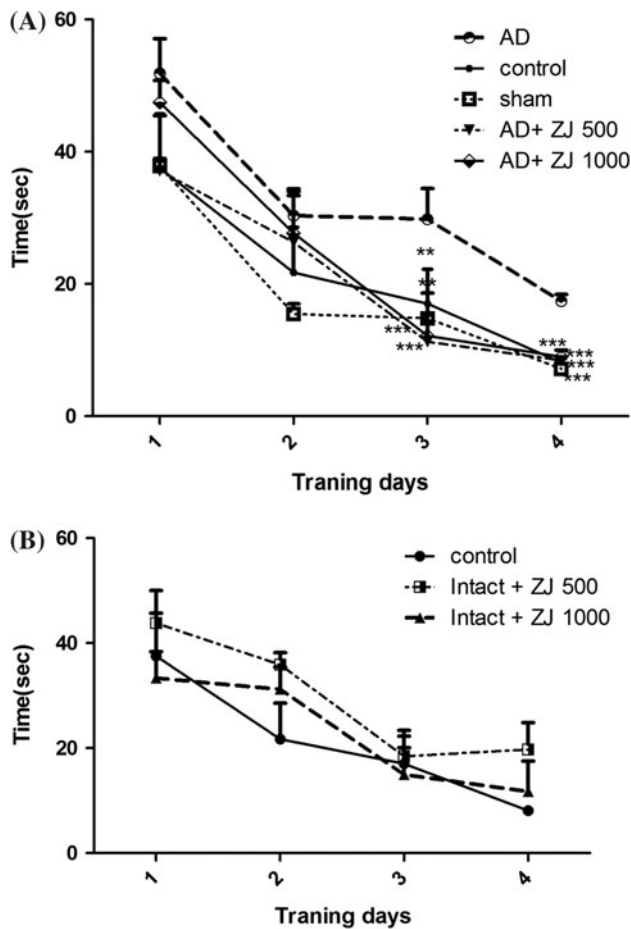 (A)
60
40
20
0
Time(sec)
AD
control
sham
AD+ ZJ 500
AD+ ZJ 1000
**
**
***
***
***
***
***
***
1
2
3
4
Traning days
(B)
60
40
20
0
Time(sec)
control
Intact + ZJ 500
Intact + ZJ 1000
1
2
3
4
Traning days